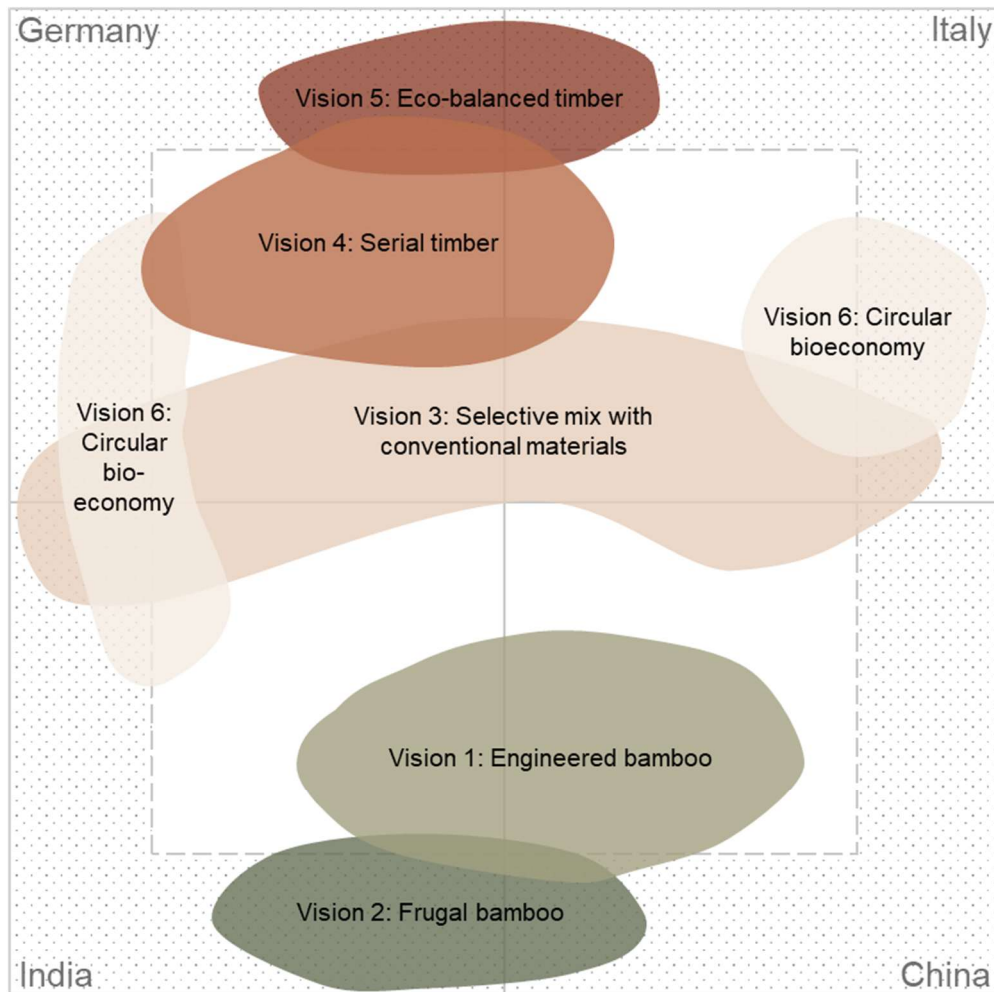 Germany
Italy
Vision 5: Eco-balanced timber
Vision 4: Serial timber
Vision 6: Circular
bioeconomy
Vision 6:
Circular
bio-
economy
Vision 3: Selective mix with
conventional materials
Vision 1: Engineered bamboo
Vision 2: Frugal bamboo
India
China